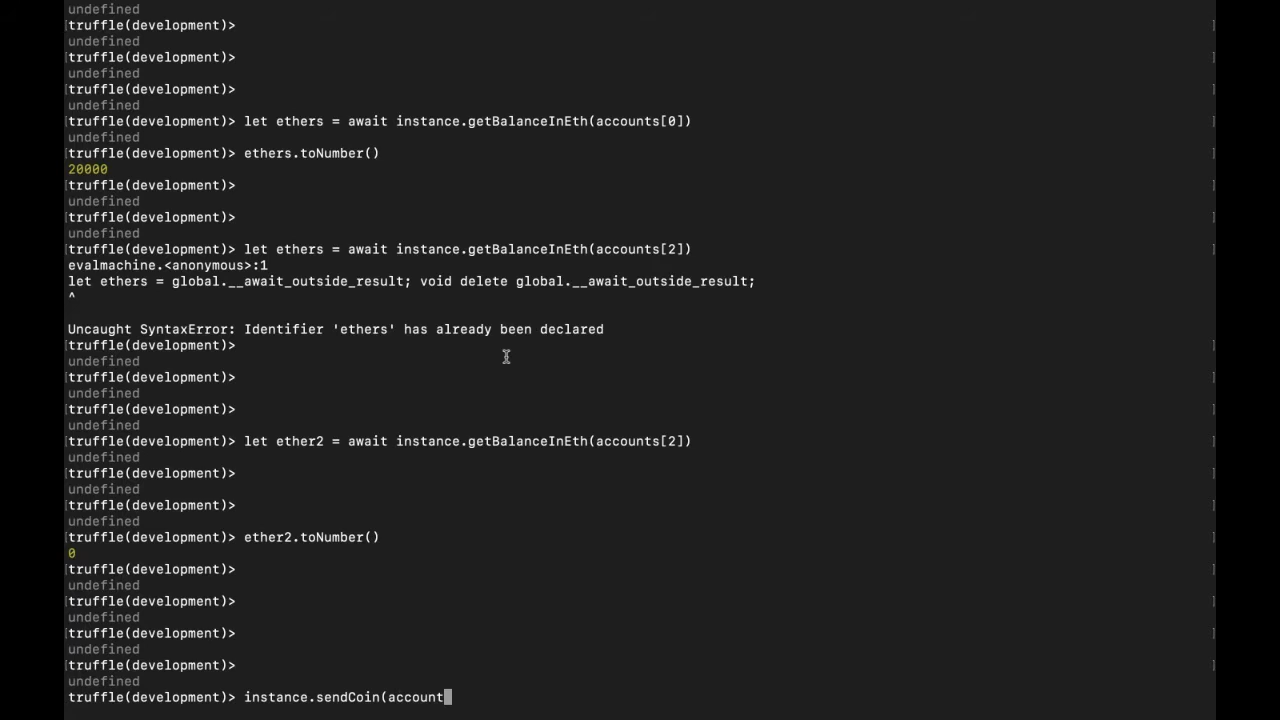 undefined
[truffle(development)> ]
undefined
[truffle(development)> ]
undefined
[truffle(development)> ]
undefined
[truffle(development)> let ethers = await instance.getBalanceInEth(accounts[0]) ]
undefined
[truffle(development)> ethers.toNumber() ]
20000
[truffle(development)> ]
undefined
[truffle(development)> ]
undefined
[truffle(development)> let ethers = await instance.getBalanceInEth(accounts[2]) ]
evalmachine.<anonymous>:1
let ethers = global.__await_outside_result; void delete global.__await_outside_result;
^
Uncaught SyntaxError: Identifier 'ethers' has already been declared
[truffle(development)> ]
undefined
[truffle(development)> ]
undefined
[truffle(development)> ]
undefined
[truffle(development)> let ether2 = await instance.getBalanceInEth(accounts[2]) ]
undefined
[truffle(development)> ]
undefined
[truffle(development)> ]
undefined
[truffle(development)> ether2.toNumber() ]
0
[truffle(development)> ]
undefined
[truffle(development)> ]
undefined
[truffle(development)> ]
undefined
[truffle(development)> ]
undefined
truffle(development)> instance.sendCoin(account